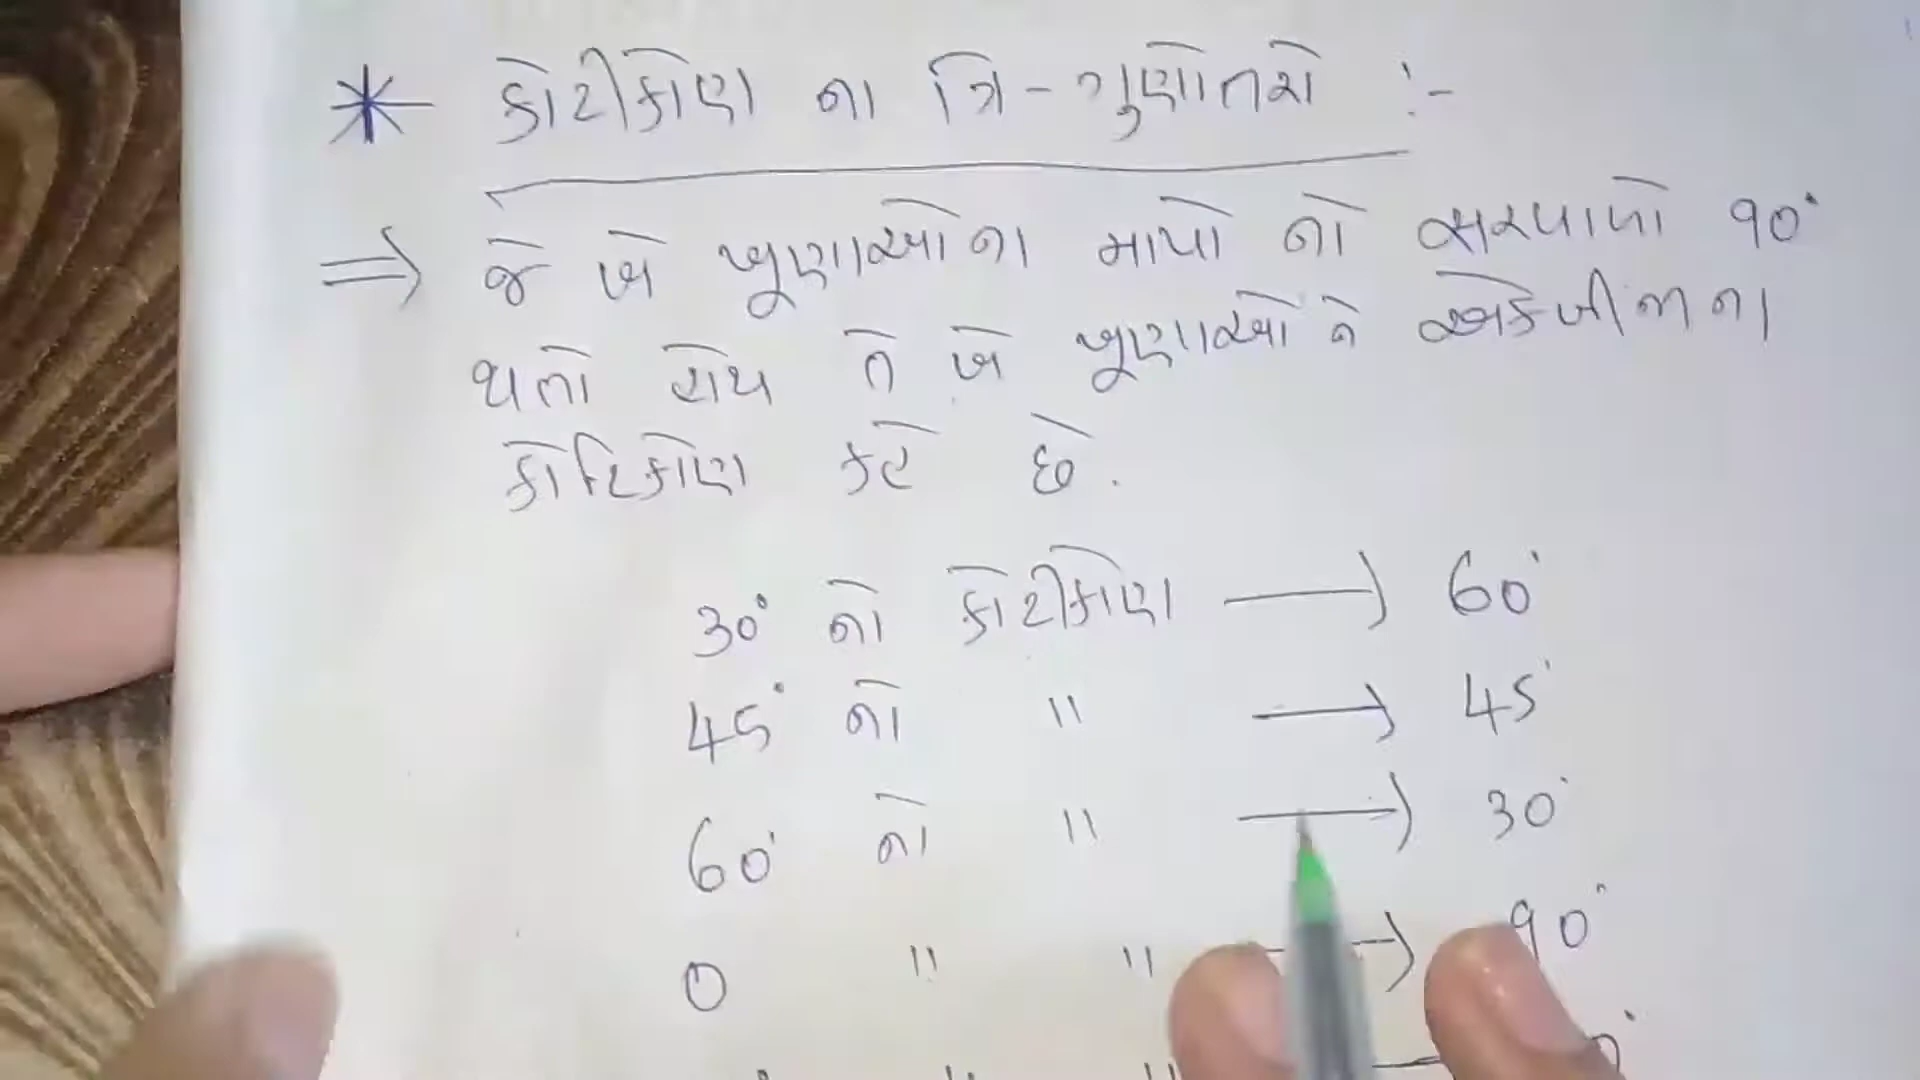 * કોટીકોણ ના ત્રિ-ગુણોતરો :-
⇒ જે બે ખૂણાઓના માપો નો સરવાળો 90°
થતો હોય તે બે ખૂણાઓ ને એકબીજાના
કોટિકોણ કહે છે.
30° નો કોટીકોણ ⟶ 60°
45° નો " ⟶ 45°
60° નો " ⟶ 30°
0 " " ⟶ 90°